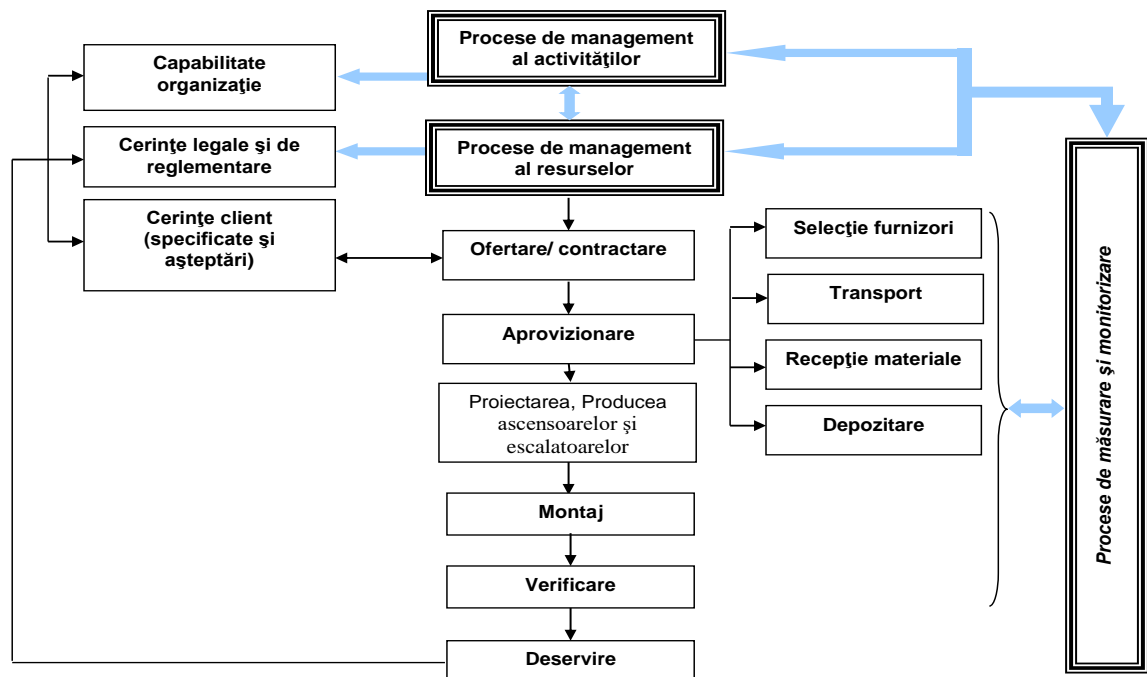 Procese de management
al activităţilor
Capabilitate
organizaţie
Cerinţe legale şi de
reglementare
Procese de management
al resurselor
Cerinţe client
(specificate şi
aşteptări)
Ofertare/ contractare
Selecţie furnizori
Transport
Aprovizionare
Recepţie materiale
Proiectarea, Producea
ascensoarelor şi
escalatoarelor
Depozitare
Montaj
Verificare
Deservire
Procese de măsurare şi monitorizare